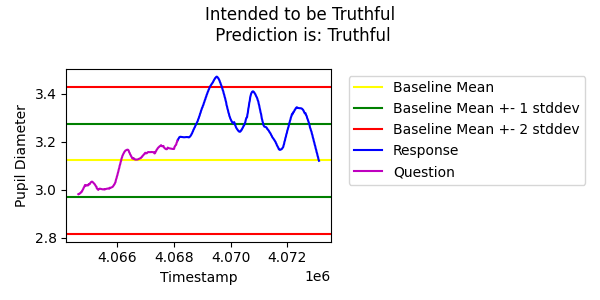 Intended to be Truthful
Prediction is: Truthful
Pupil Diameter
3.4
3.2
3.0
2.8
4.066 4.068 4.070 4.072
1e6
Timestamp
Baseline Mean
Baseline Mean +- 1 stddev
Baseline Mean +- 2 stddev
Response
Question